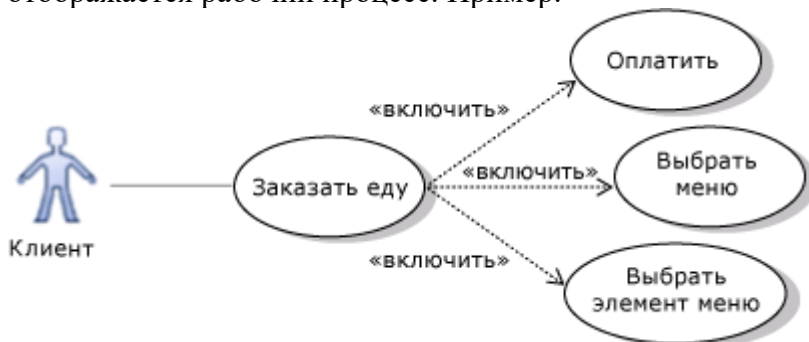 отображается рабочий процесс. Пример:
Оплатить
«включить»
Заказать еду
«включить»
Выбрать
меню
Клиент
«включить»
Выбрать
элемент меню